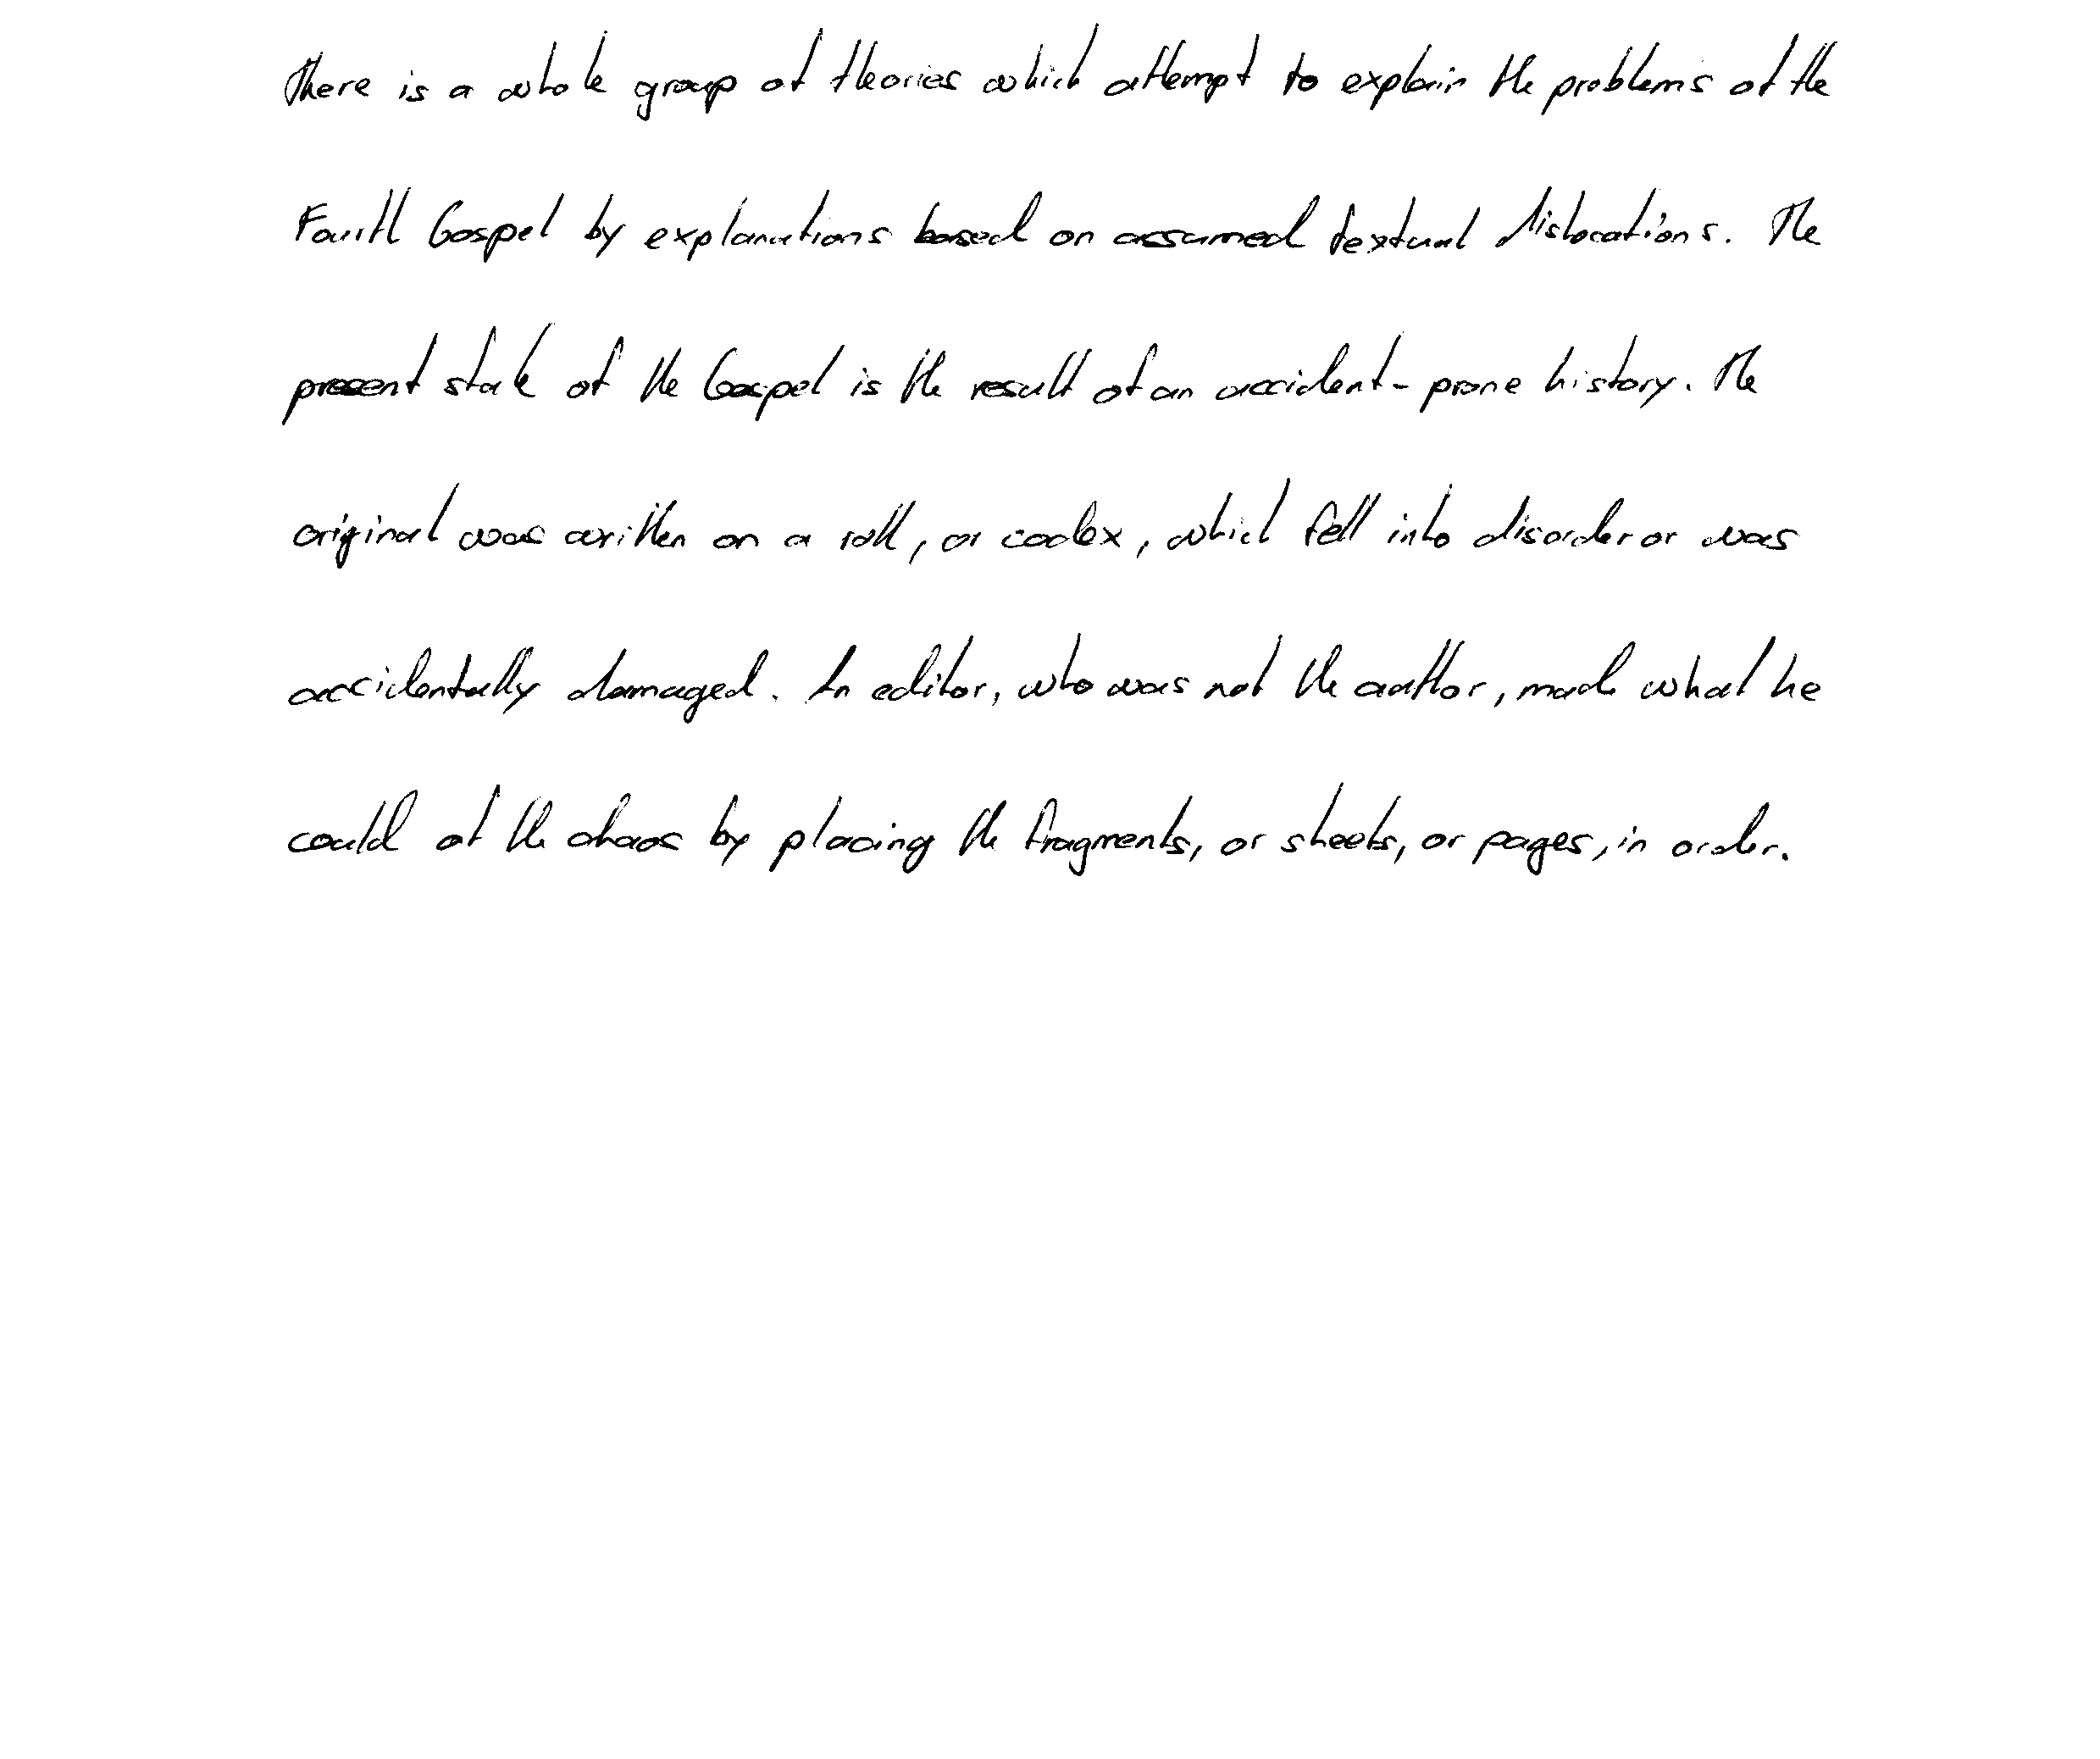 There is a whole group of theories which attempt to explain the problems of the
Fourth Gospel by explanations based on assumed textual dislocations. The
present state of the Gospel is the result of an accident-prone history. The
original was written on a roll, or codex, which fell into disorder or was
accidentally damaged. An editor, who was not the author, made what he
could of the chaos by placing the fragments, or sheets, or pages, in order.